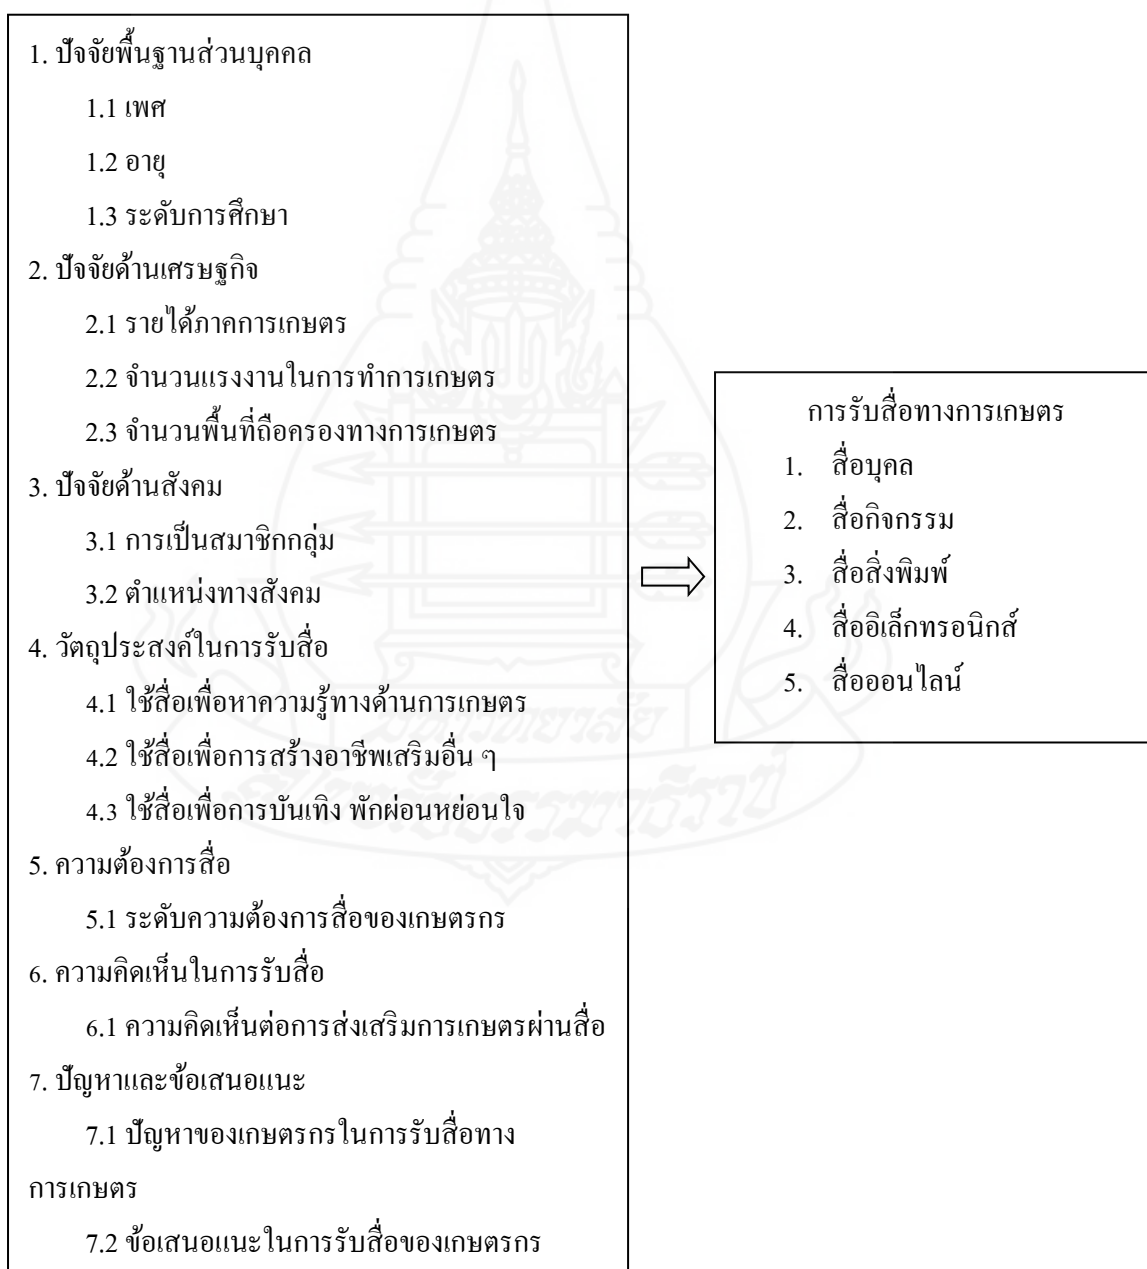 1. ปัจจัยพื้นฐานส่วนบุคคล
1.1 เพศ
1.2 อายุ
1.3 ระดับการศึกษา
2. ปัจจัยด้านเศรษฐกิจ
2.1 รายได้ภาคการเกษตร
2.2 จำนวนแรงงานในการทำการเกษตร
2.3 จำนวนพื้นที่ถือครองทางการเกษตร
3. ปัจจัยด้านสังคม
3.1 การเป็นสมาชิกกลุ่ม
3.2 ตำแหน่งทางสังคม
4. วัตถุประสงค์ในการรับสื่อ
4.1 ใช้สื่อเพื่อหาความรู้ทางด้านการเกษตร
4.2 ใช้สื่อเพื่อการสร้างอาชีพเสริมอื่น ๆ
4.3 ใช้สื่อเพื่อการบันเทิง พักผ่อนหย่อนใจ
5. ความต้องการสื่อ
5.1 ระดับความต้องการสื่อของเกษตรกร
6. ความคิดเห็นในการรับสื่อ
6.1 ความคิดเห็นต่อการส่งเสริมการเกษตรผ่านสื่อ
7. ปัญหาและข้อเสนอแนะ
7.1 ปัญหาของเกษตรกรในการรับสื่อทาง
การเกษตร
7.2 ข้อเสนอแนะในการรับสื่อของเกษตรกร
การรับสื่อทางการเกษตร
1. สื่อบุคล
2. สื่อกิจกรรม
3. สื่อสิ่งพิมพ์
4. สื่ออิเล็กทรอนิกส์
5. สื่อออนไลน์
มหาวิทยาลัย
สุโขทัยธรรมาธิราช